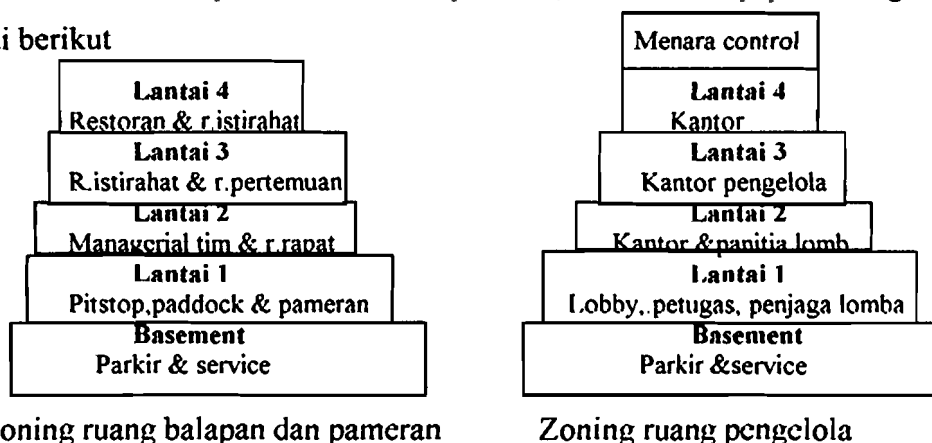 i berikut
Lantai 4
Restoran & r.istirahat
Lantai 3
R.istirahat & r.pertemuan
Lantai 2
Managerial tim & r.rapat
Lantai 1
Pitstop,paddock & pameran
Basement
Parkir & service
oning ruang balapan dan pameran
Menara control
Lantai 4
Kantor
Lantai 3
Kantor pengelola
Lantai 2
Kantor &panitia lomb
Lantai 1
Lobby,.petugas, penjaga lomba
Basement
Parkir &service
Zoning ruang pengelola